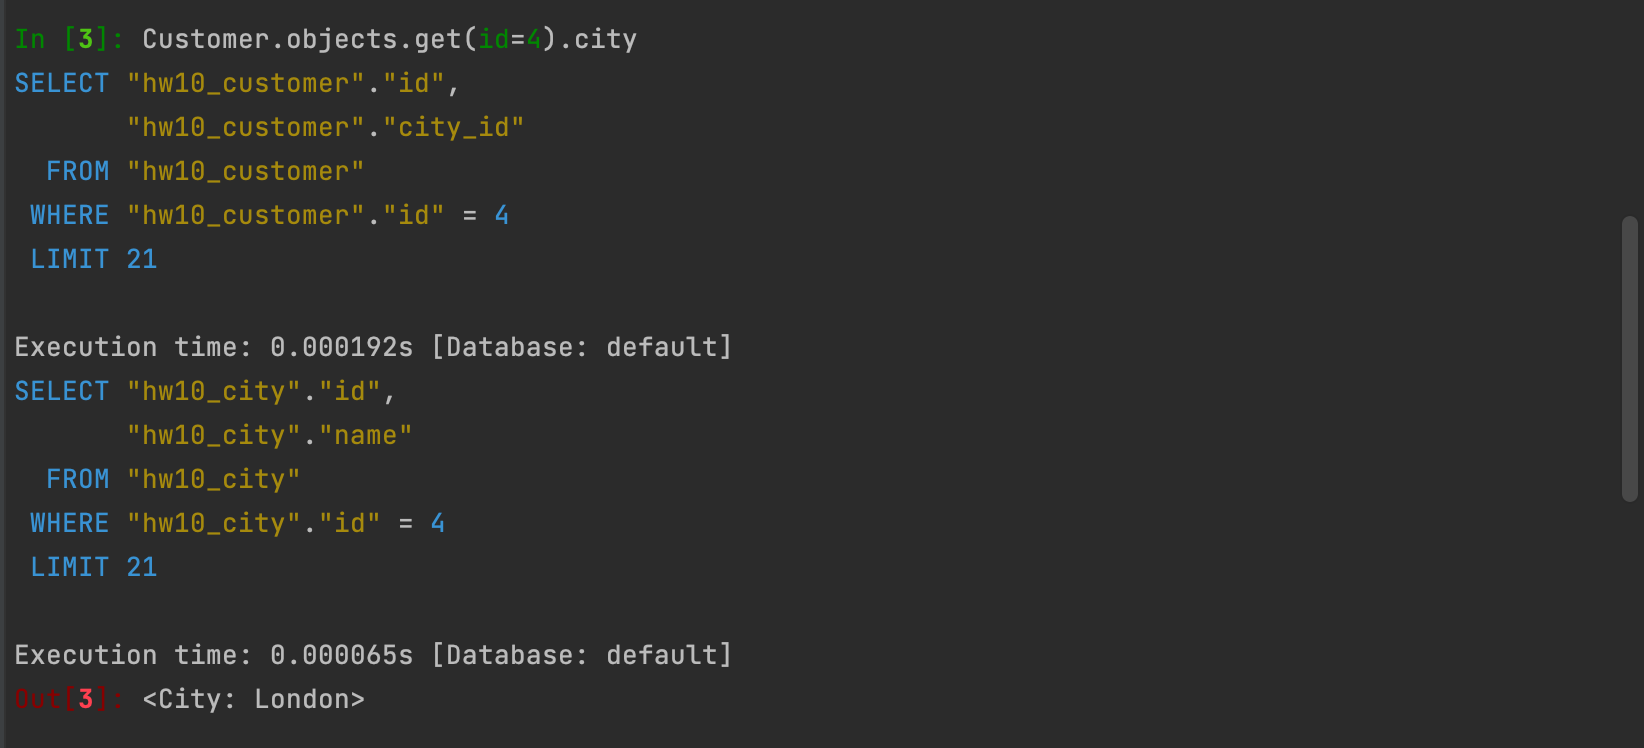 In [3]: Customer.objects.get(id=4).city
SELECT "hw10_customer"."id",
       "hw10_customer"."city_id"
  FROM "hw10_customer"
 WHERE "hw10_customer"."id" = 4
 LIMIT 21

Execution time: 0.000192s [Database: default]
SELECT "hw10_city"."id",
       "hw10_city"."name"
  FROM "hw10_city"
 WHERE "hw10_city"."id" = 4
 LIMIT 21

Execution time: 0.000065s [Database: default]
Out[3]: <City: London>